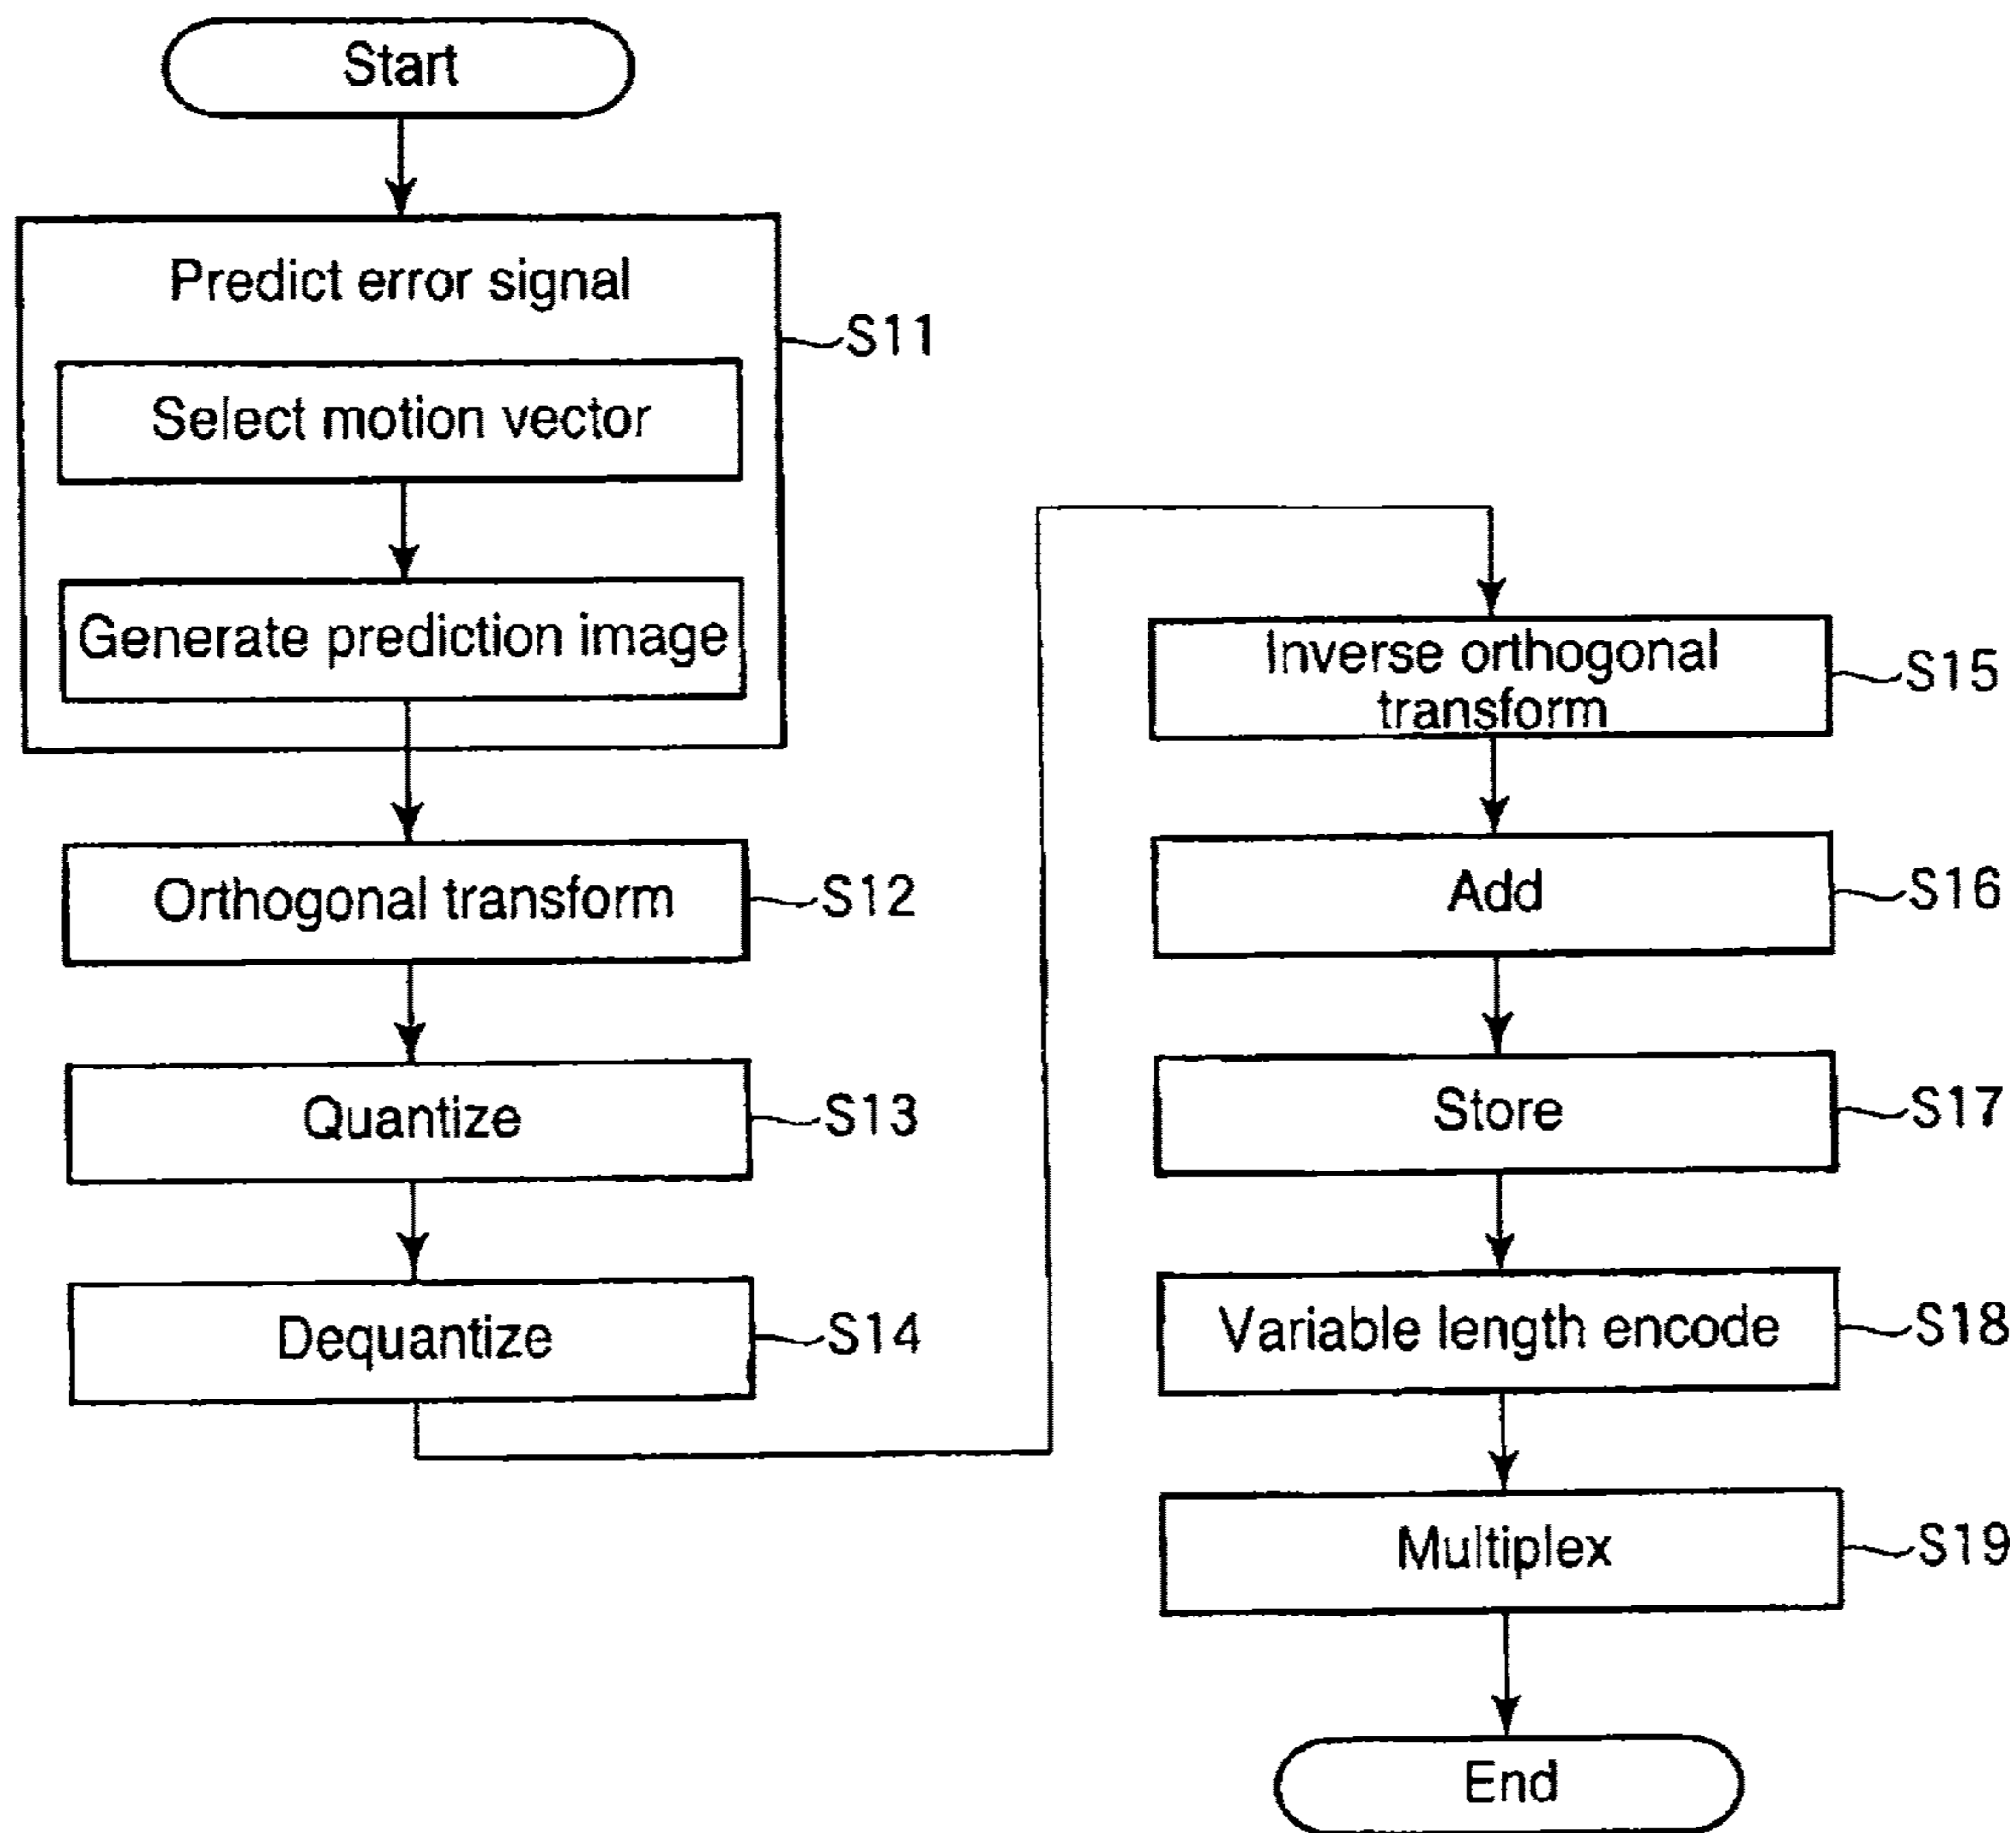 Start
Predict error signal
S11
Select motion vector
Generate prediction image
Orthogonal transform
S12
Quantize
S13
Dequantize
S14
Inverse orthogonal
transform
S15
Add
S16
Store
S17
Variable length encode
S18
Multiplex
S19
End